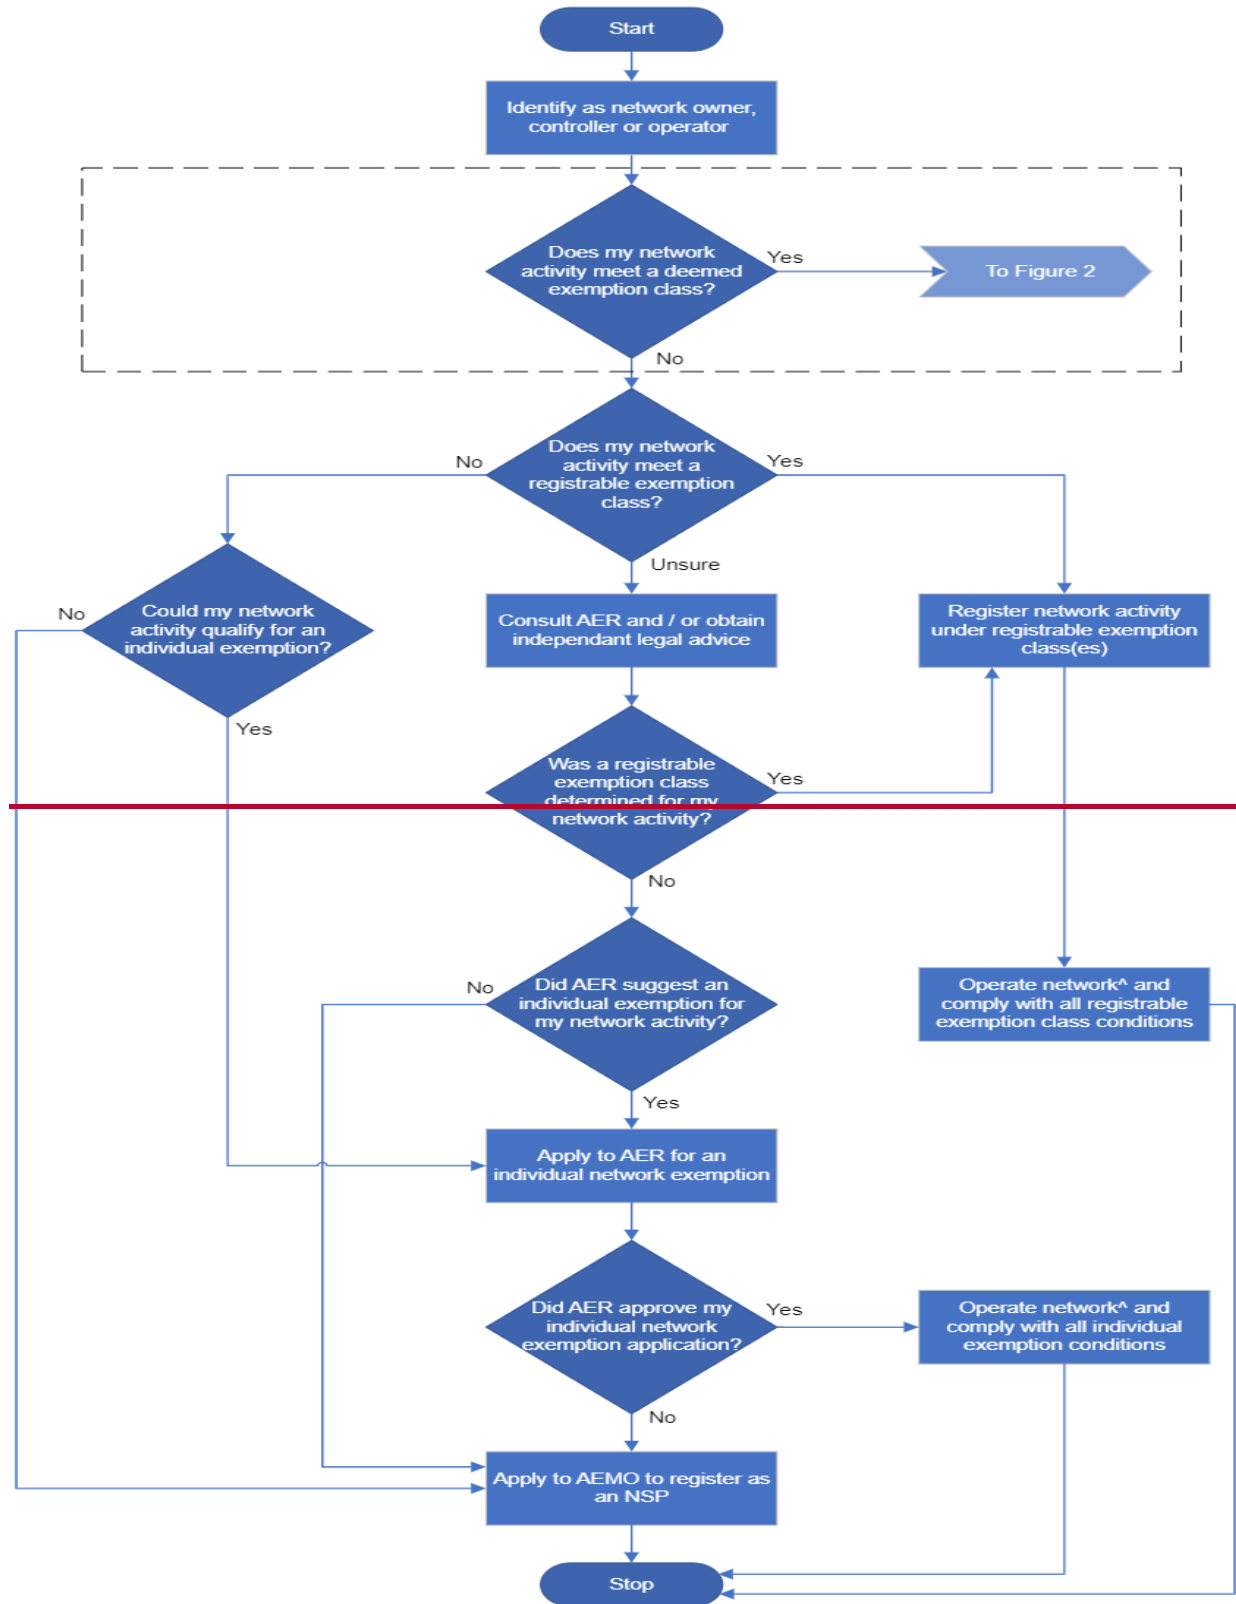 Start
Identify as network owner,
controller or operator
Does my network
activity meet a deemed
exemption class?
Yes
To Figure 2
No
Does my network
activity meet a
registrable exemption
class?
No
Yes
Unsure
Could my network
activity qualify for an
individual exemption?
No
Yes
Consult AER and / or obtain
independant legal advice
Register network activity
under registrable exemption
class(es)
Was a registrable
exemption class
determined for my
network activity?
Yes
No
Did AER suggest an
individual exemption for
my network activity?
No
Yes
Operate network^ and
comply with all registrable
exemption class conditions
Apply to AER for an
individual network exemption
Did AER approve my
individual network
exemption application?
Yes
No
Operate network^ and
comply with all individual
exemption conditions
Apply to AEMO to register as
an NSP
Stop